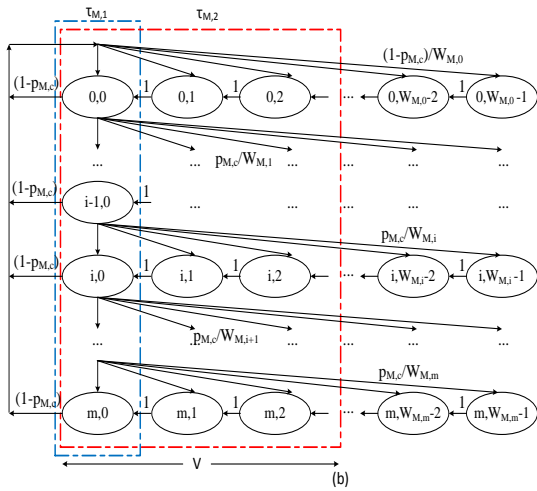 τM,1 τM,2
(1-pM,c)/WM,0
(1-pM,c) 0,0 1 0,1 1 0,2 ... 0,WM,0-2 1 0,WM,0-1
... ... ... ... ...
pM,c/WM,1
(1-pM,c) i-1,0 1 ... ... ... ...
pM,c/WM,i
(1-pM,c) i,0 1 i,1 1 i,2 ... i,WM,i-2 1 i,WM,i-1
pM,c/WM,i+1
... ... ... ... ...
pM,c/WM,m
(1-pM,c) m,0 1 m,1 1 m,2 ... m,WM,m-2 1 m,WM,m-1
V
(b)